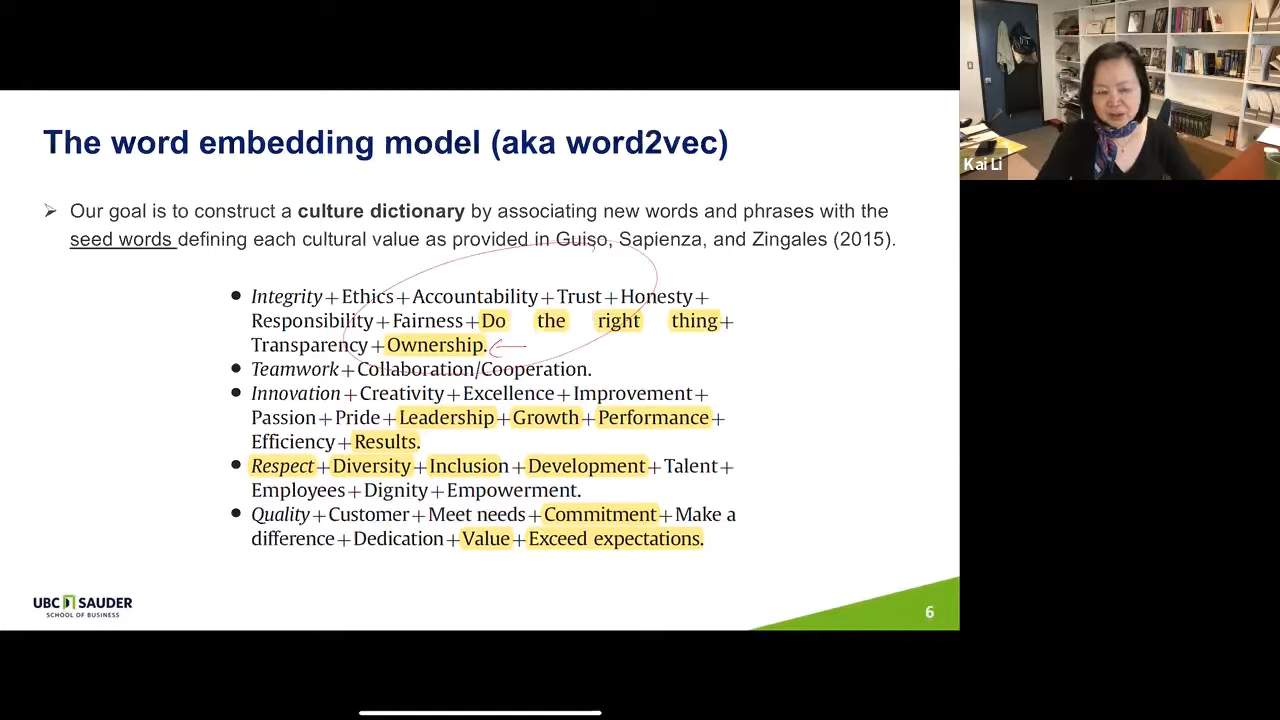 The word embedding model (aka word2vec)
Our goal is to construct a culture dictionary by associating new words and phrases with the
seed words defining each cultural value as provided in Guiso, Sapienza, and Zingales (2015).
• Integrity+Ethics+Accountability+Trust+Honesty+
Responsibility+Fairness+Do the right thing+
Transparency+Ownership.
• Teamwork+Collaboration/Cooperation.
• Innovation+Creativity+Excellence+Improvement+
Passion+Pride+Leadership+Growth+Performance+
Efficiency+Results.
• Respect+Diversity+Inclusion+Development+Talent+
Employees+Dignity+Empowerment.
• Quality+Customer+Meet needs+Commitment+Make a
difference+Dedication+Value+Exceed expectations.
UBC SAUDER
SCHOOL OF BUSINESS
6
Kai Li